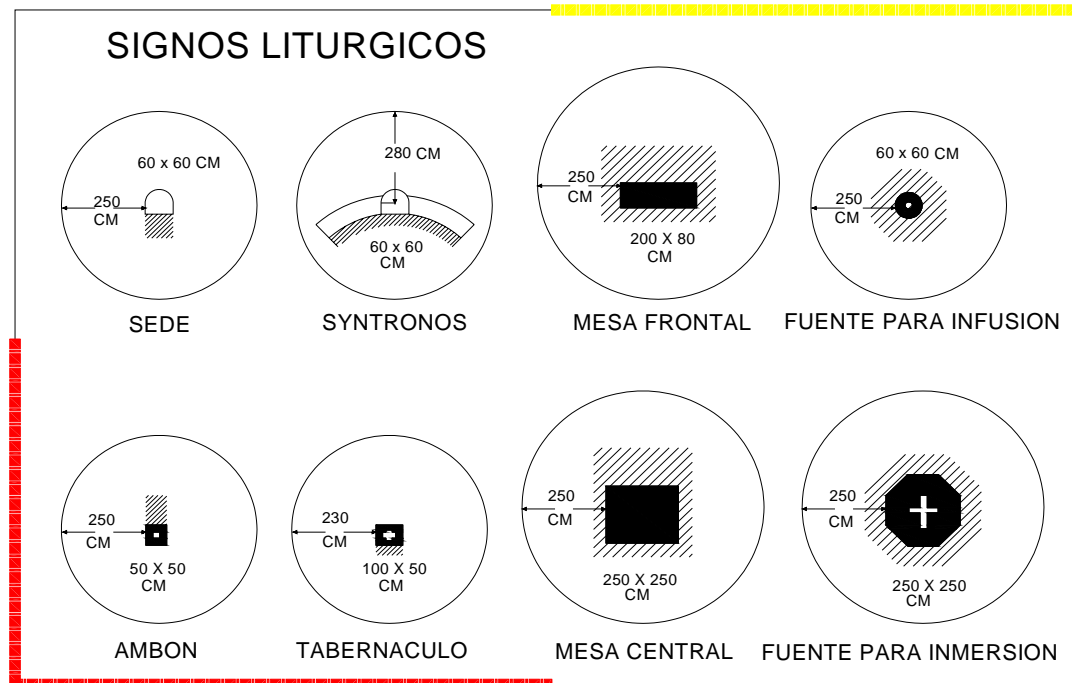 SIGNOS LITURGICOS
60 x 60 CM
250
CM
SEDE
280 CM
60 x 60
CM
SYNTRONOS
250
CM
200 X 80
CM
MESA FRONTAL
60 x 60 CM
250
CM
FUENTE PARA INFUSION
250
CM
50 X 50
CM
AMBON
230
CM
100 X 50
CM
TABERNACULO
250
CM
250 X 250
CM
MESA CENTRAL
250
CM
250 X 250
CM
FUENTE PARA INMERSION